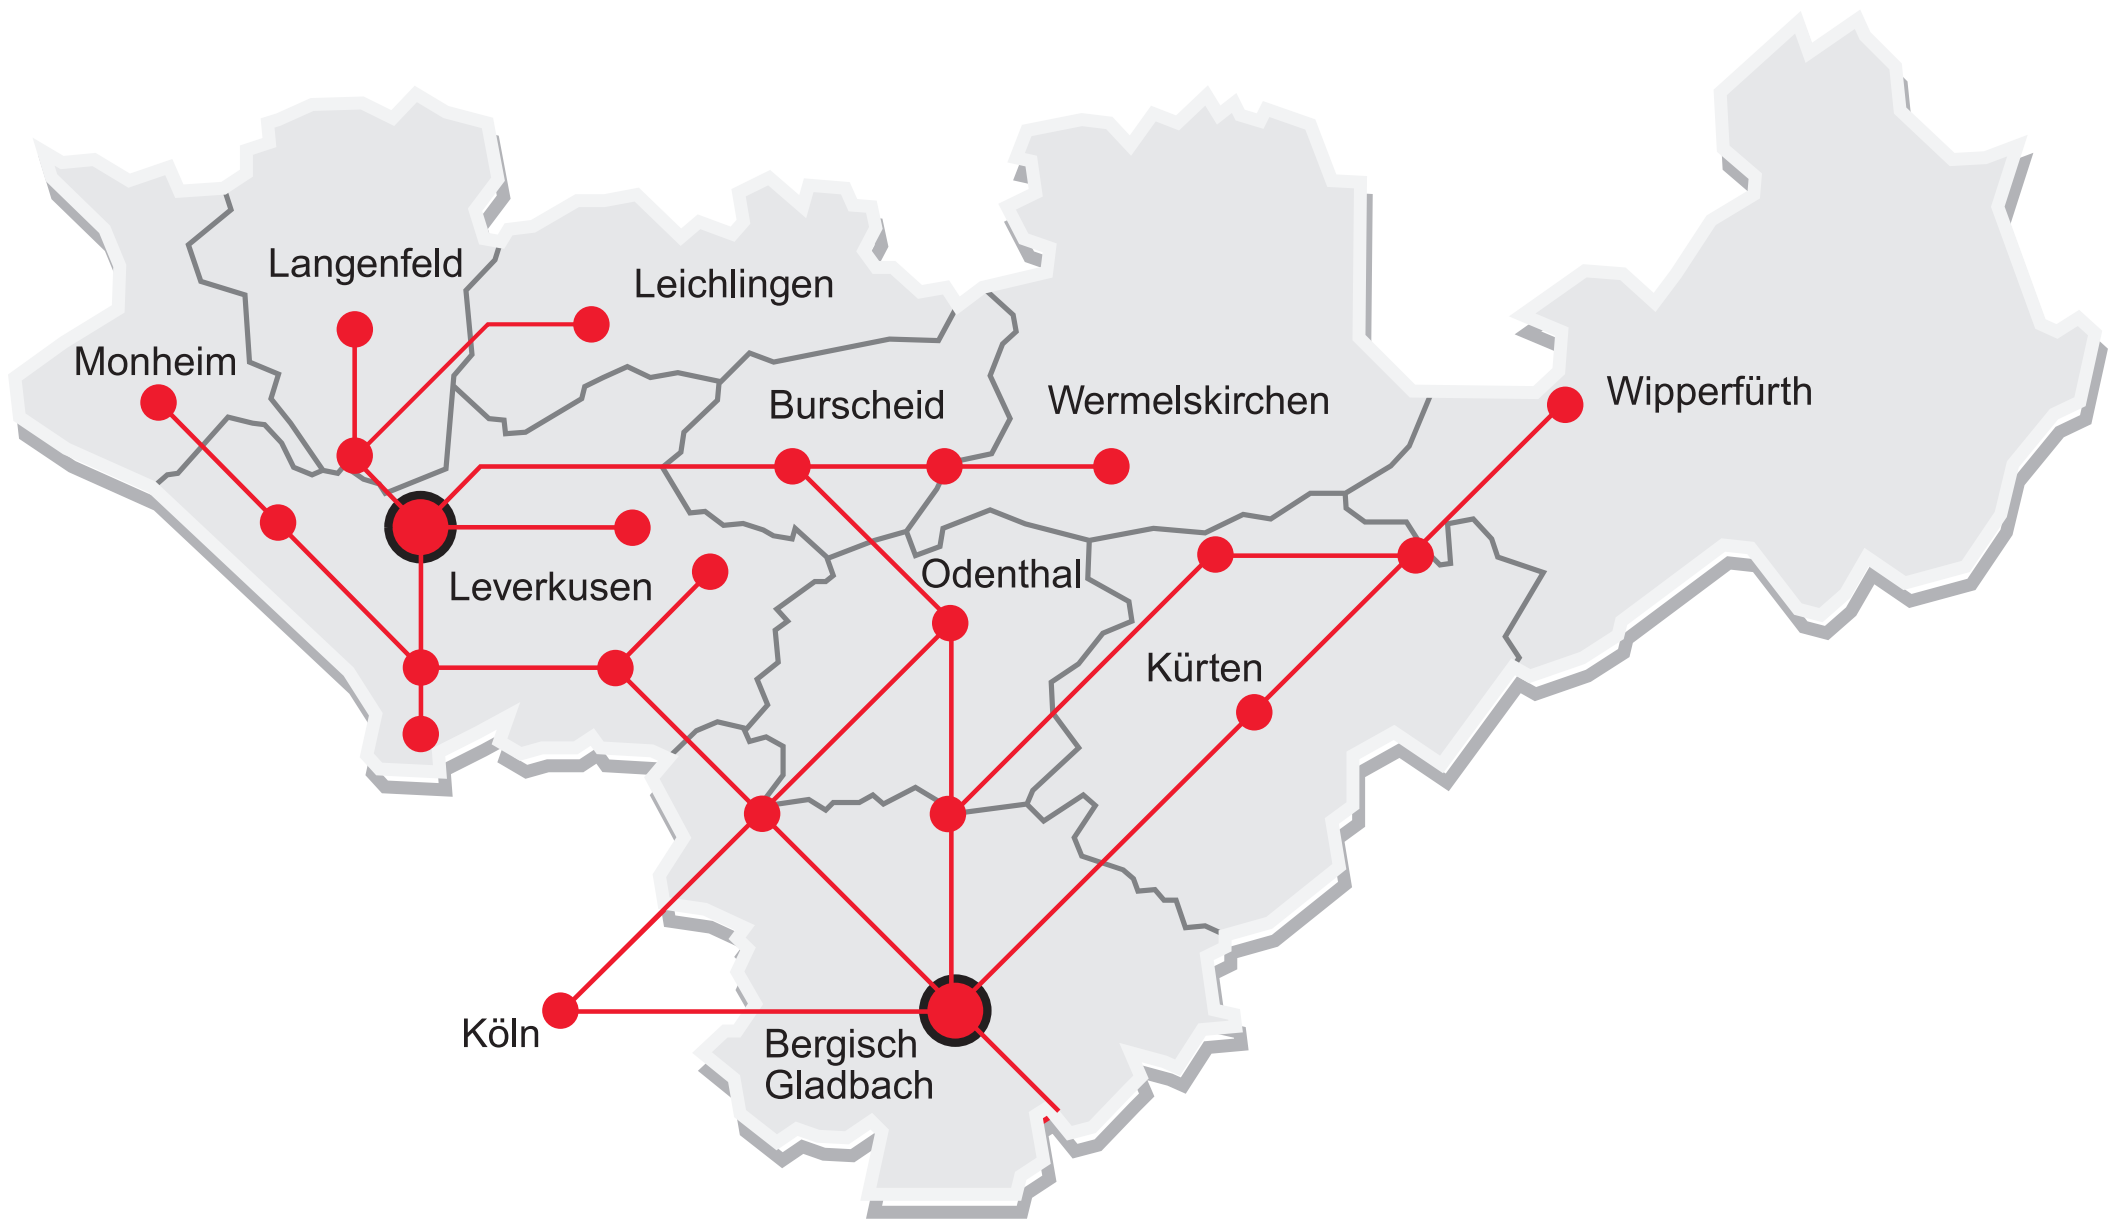 Langenfeld
Leichlingen
Monheim
Burscheid
Wermelskirchen
Wipperfürth
Leverkusen
Odenthal
Kürten
Köln
Bergisch
Gladbach